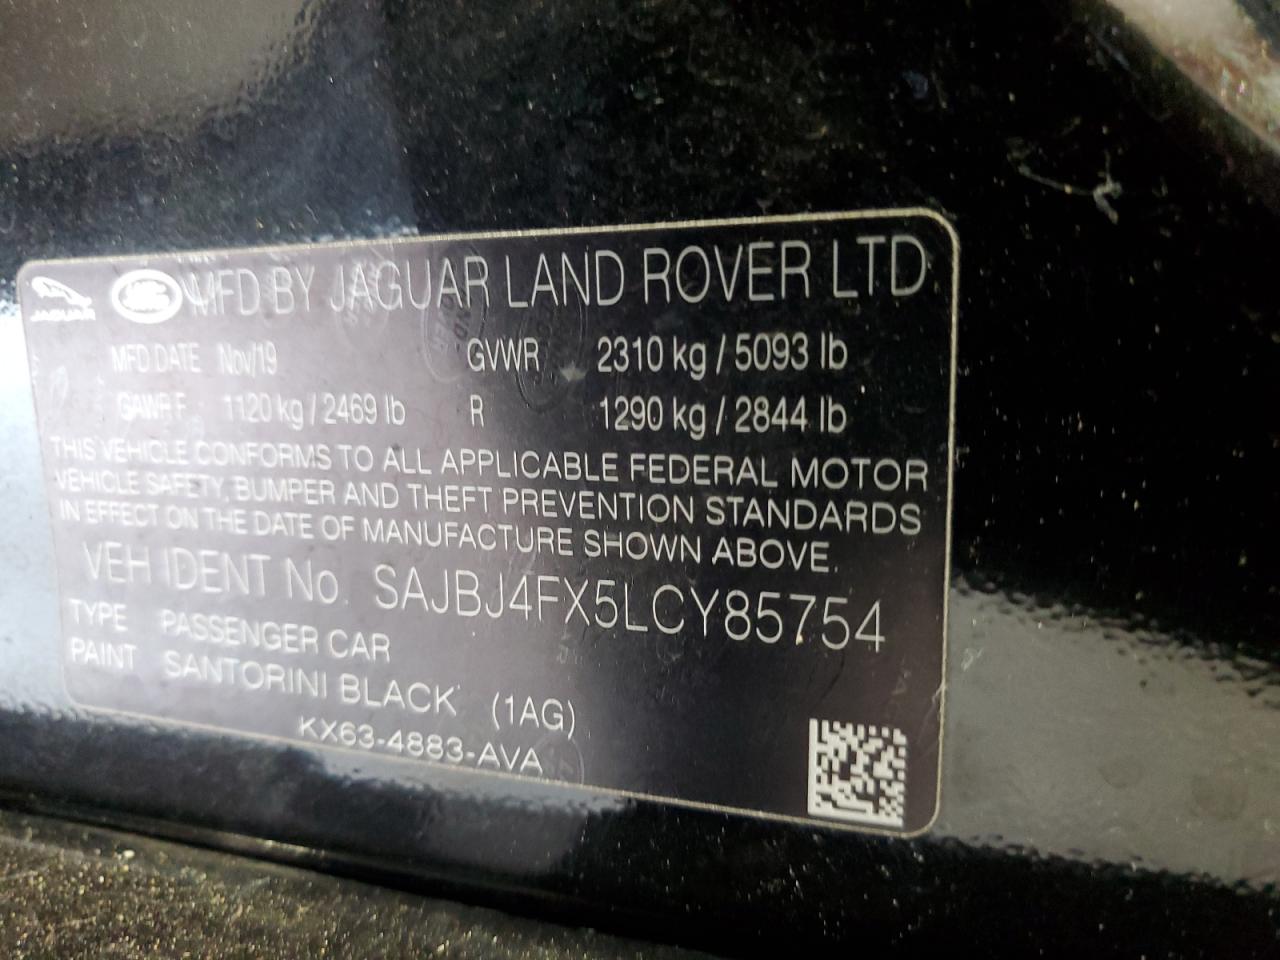 JAGUAR MFD BY JAGUAR LAND ROVER LTD
MFD DATE Nov/19 GVWR 2310 kg / 5093 lb
GAWR F 1120 kg / 2469 lb R 1290 kg / 2844 lb
THIS VEHICLE CONFORMS TO ALL APPLICABLE FEDERAL MOTOR
VEHICLE SAFETY, BUMPER AND THEFT PREVENTION STANDARDS
IN EFFECT ON THE DATE OF MANUFACTURE SHOWN ABOVE.
VEH IDENT No. SAJBJ4FX5LCY85754
TYPE PASSENGER CAR
PAINT SANTORINI BLACK (1AG)
KX63-4883-AVA